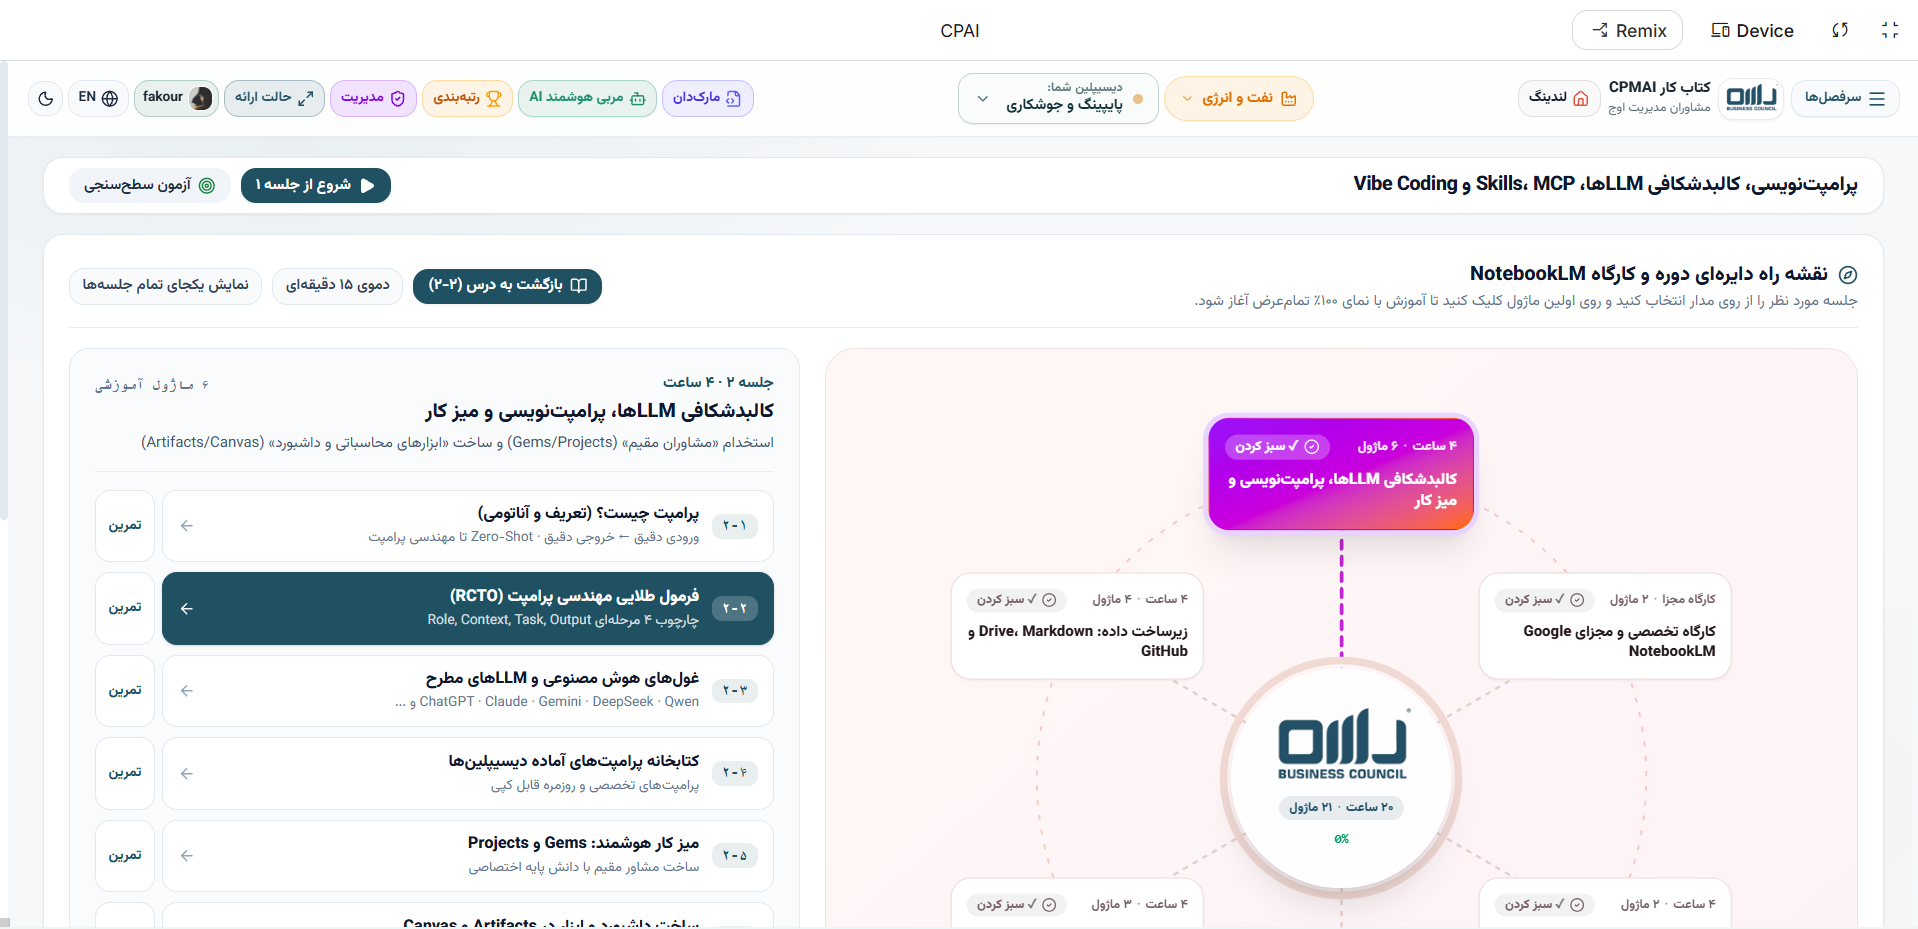 CPAI
Remix
Device
سرفصل‌ها
BUSINESS COUNCIL
کتاب کار CPMAI
مشاوران مدیریت اوج
لندینگ
نفت و انرژی
دیسیپلین شما:
پایپینگ و جوشکاری
مارک‌دان
مربی هوشمند AI
رتبه‌بندی
مدیریت
حالت ارائه
fakour
EN
پرامپت‌نویسی، کالبدشکافی LLMها، Skills، MCP و Vibe Coding
شروع از جلسه ۱
آزمون سطح‌سنجی
نقشه راه دایره‌ای دوره و کارگاه NotebookLM
جلسه مورد نظر را از روی مدار انتخاب کنید و روی اولین ماژول کلیک کنید تا آموزش با نمای ۱۰۰٪ تمام‌عرض آغاز شود.
بازگشت به درس (۲-۲)
دموی ۱۵ دقیقه‌ای
نمایش یکجای تمام جلسه‌ها
۴ ساعت · ۶ ماژول
✓ سبز کردن
کالبدشکافی LLMها، پرامپت‌نویسی و
میز کار
کارگاه مجزا · ۲ ماژول
✓ سبز کردن
کارگاه تخصصی و مجزای Google
NotebookLM
۴ ساعت · ۴ ماژول
✓ سبز کردن
زیرساخت داده: Drive، Markdown و
GitHub
BUSINESS COUNCIL
۲۰ ساعت · ۲۱ ماژول
0%
۴ ساعت · ۲ ماژول
✓ سبز کردن
۴ ساعت · ۳ ماژول
✓ سبز کردن
جلسه ۲ · ۴ ساعت
۶ ماژول آموزشی
کالبدشکافی LLMها، پرامپت‌نویسی و میز کار
استخدام «مشاوران مقیم» (Gems/Projects) و ساخت «ابزارهای محاسباتی و داشبورد» (Artifacts/Canvas)
۲-۱
پرامپت چیست؟ (تعریف و آناتومی)
ورودی دقیق ← خروجی دقیق · Zero-Shot تا مهندسی پرامپت
تمرین
۲-۲
فرمول طلایی مهندسی پرامپت (RCTO)
چارچوب ۴ مرحله‌ای Role, Context, Task, Output
تمرین
۲-۳
غول‌های هوش مصنوعی و LLMهای مطرح
ChatGPT · Claude · Gemini · DeepSeek · Qwen و ...
تمرین
۲-۴
کتابخانه پرامپت‌های آماده دیسیپلین‌ها
پرامپت‌های تخصصی و روزمره قابل کپی
تمرین
۲-۵
میز کار هوشمند: Gems و Projects
ساخت مشاور مقیم با دانش پایه اختصاصی
تمرین
ساخت داشبورد و ابزار در Artifacts و Canvas